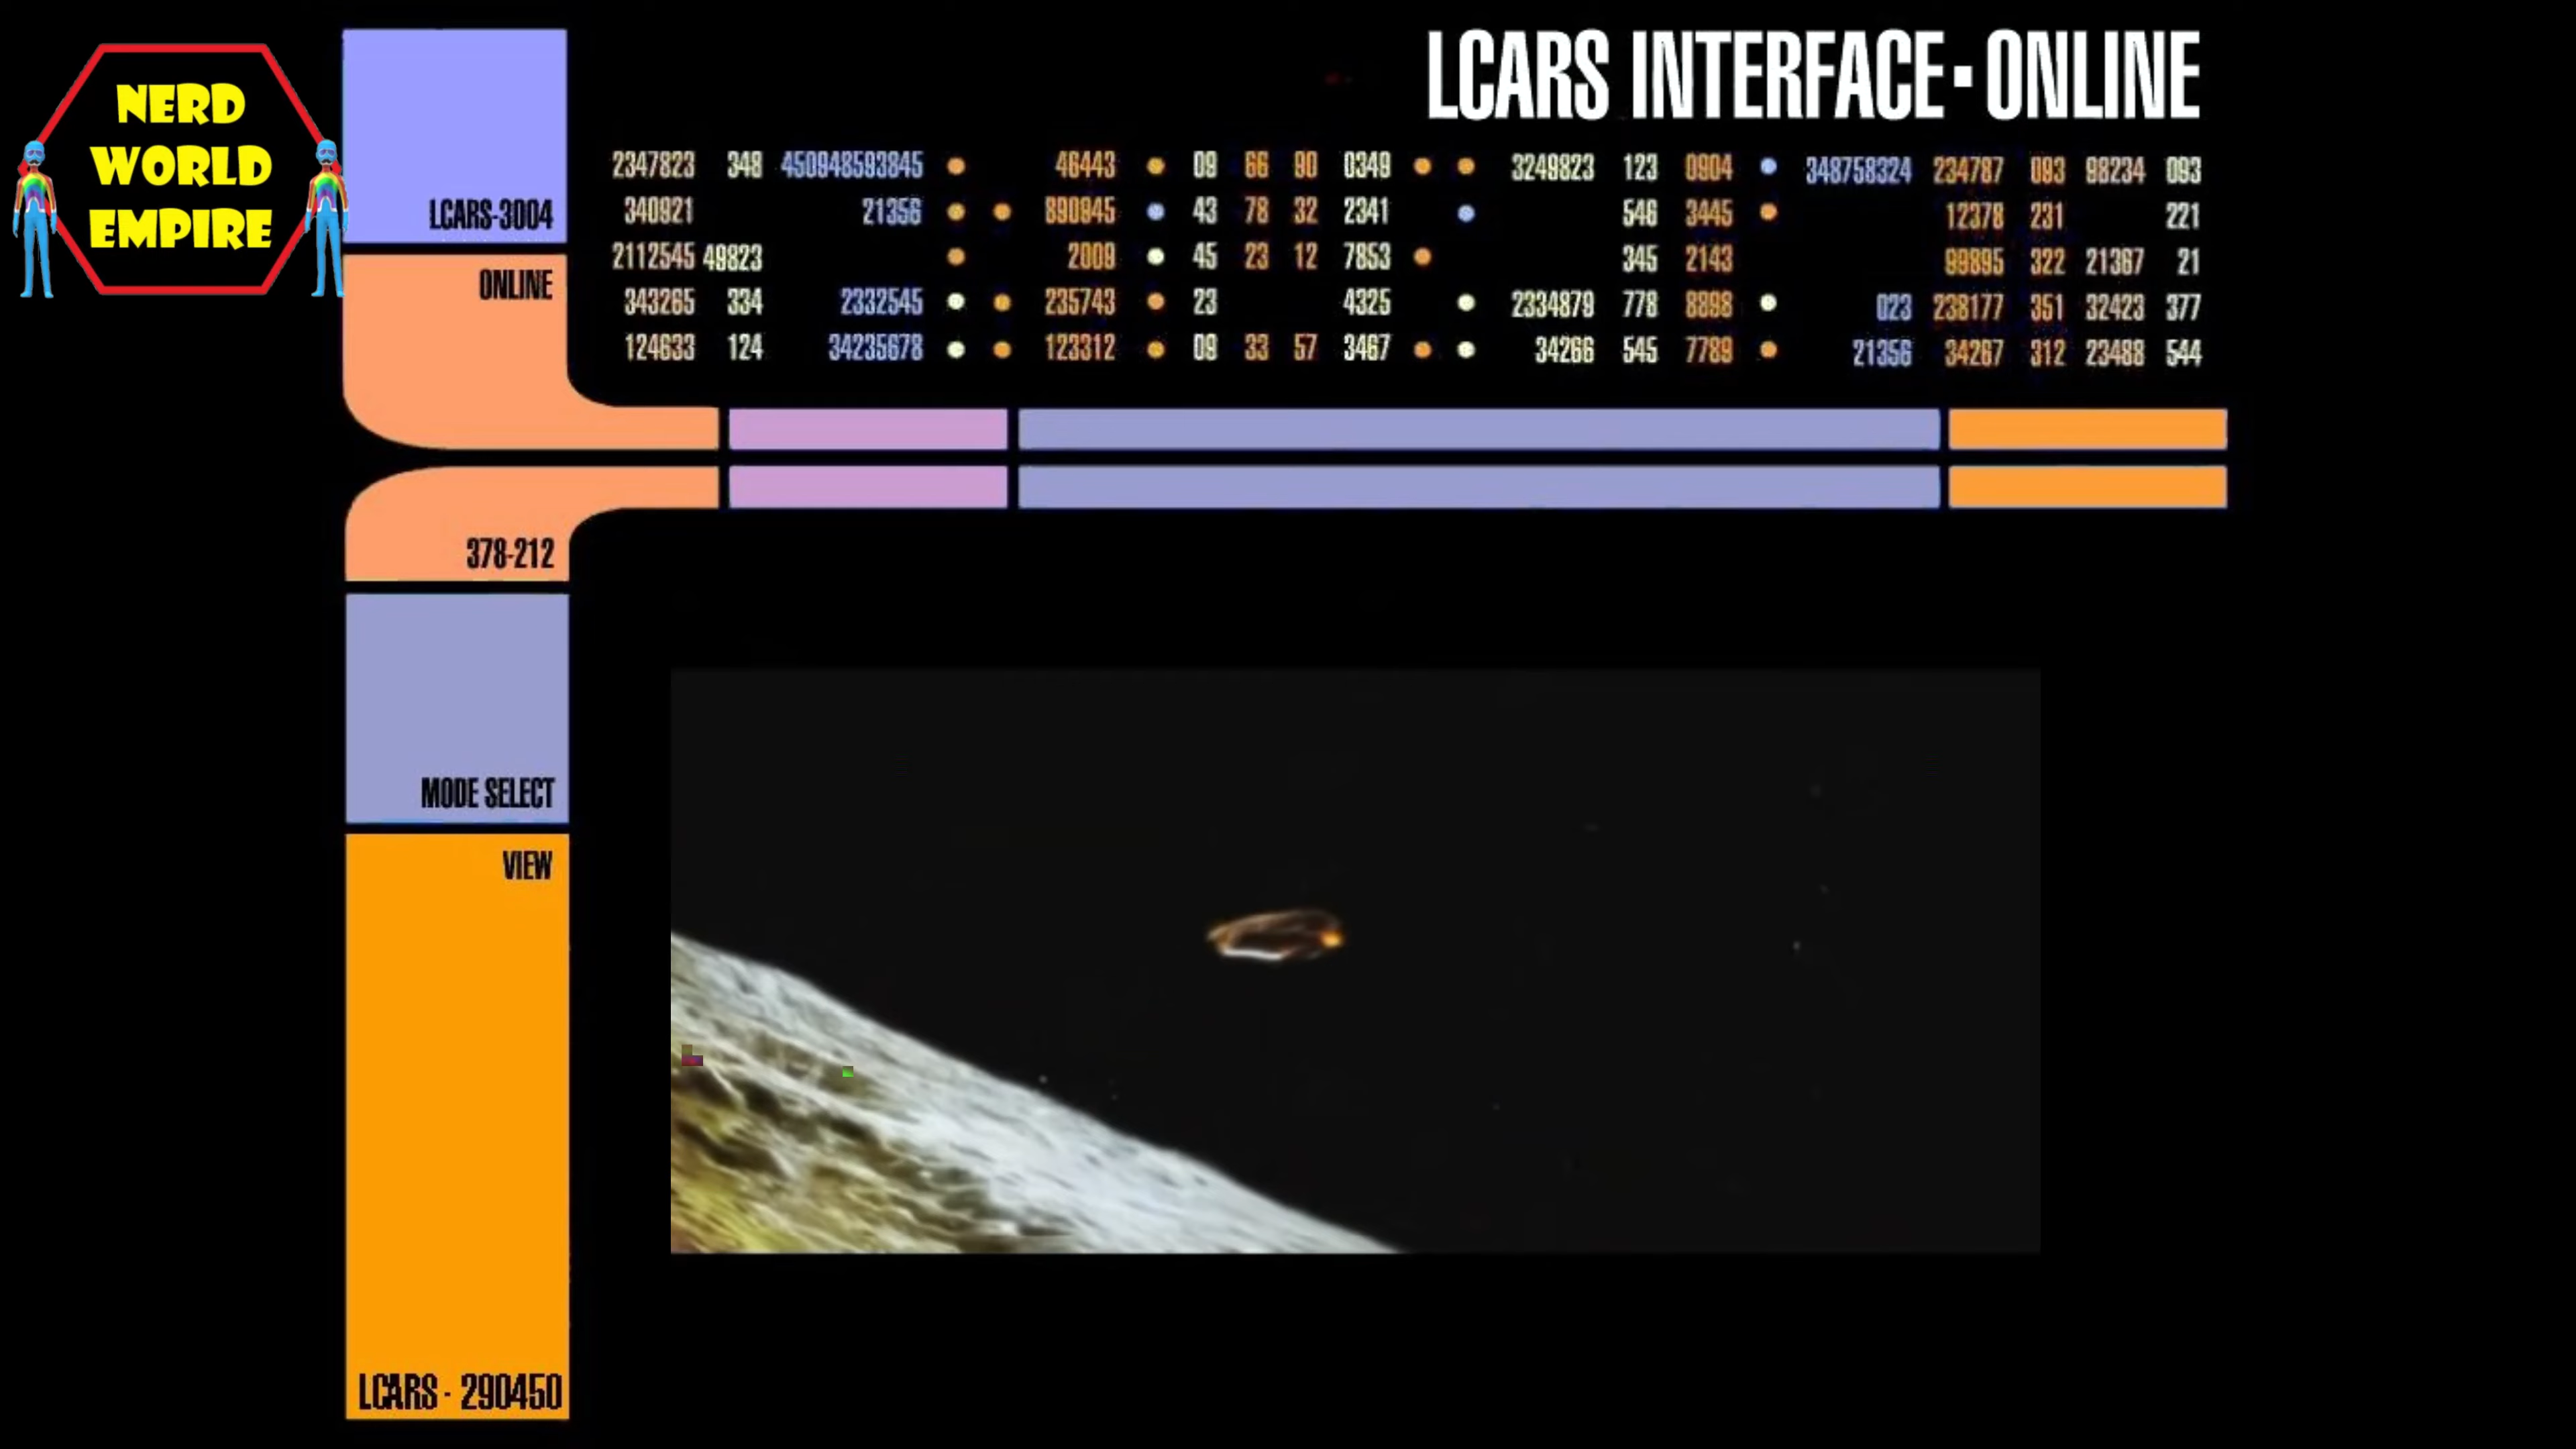 NERD
WORLD
EMPIRE
LCARS INTERFACE·ONLINE
LCARS-3004
ONLINE
2347823 348 450948593845 46443 09 66 90 0349 3249823 123 0904 348758324 234787 093 98234 093
340921 21356 890845 43 78 32 2341 546 3445 12378 231 221
2112545 49823 2009 45 23 12 7853 345 2143 99895 322 21367 21
343265 334 2332545 235743 23 4325 2334879 778 8898 023 238177 351 32423 377
124633 124 34235678 123312 09 33 57 3467 34266 545 7789 21356 34267 312 23488 544
378-212
MODE SELECT
VIEW
LCARS · 290450